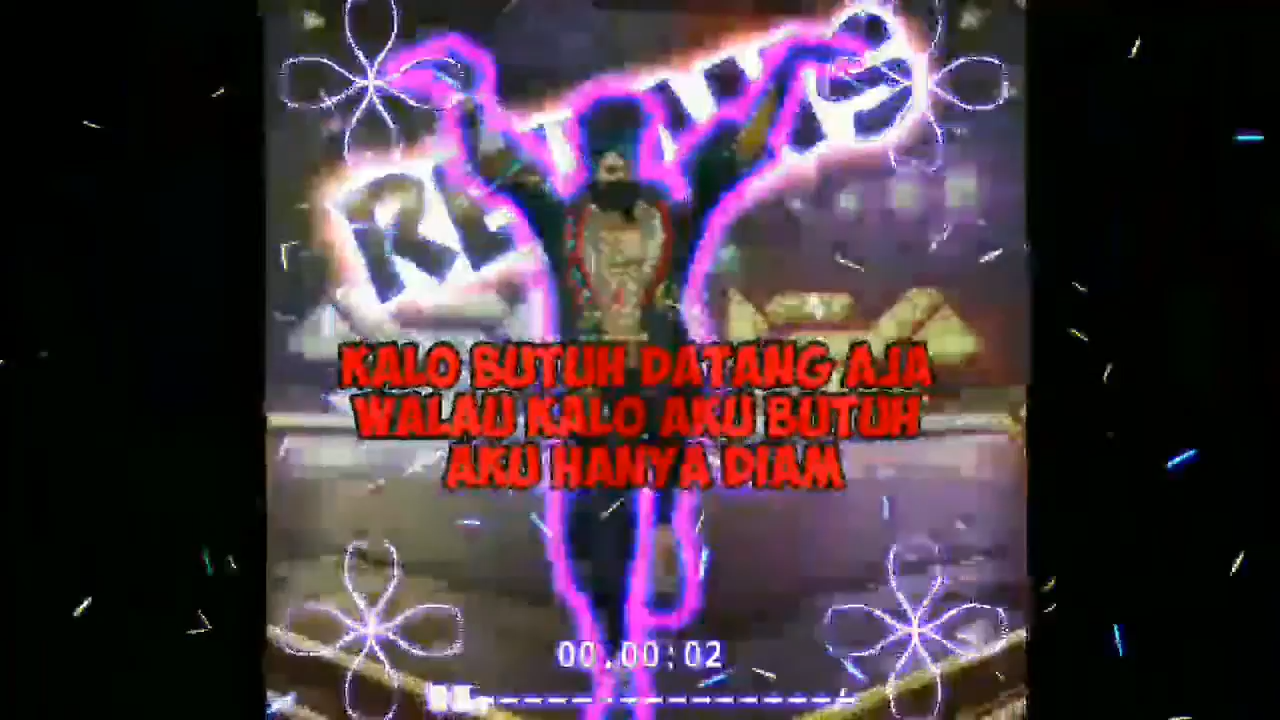 KALO BUTUH DATANG AJA
WALAU KALO AKU BUTUH
AKU HANYA DIAM
00:00:02